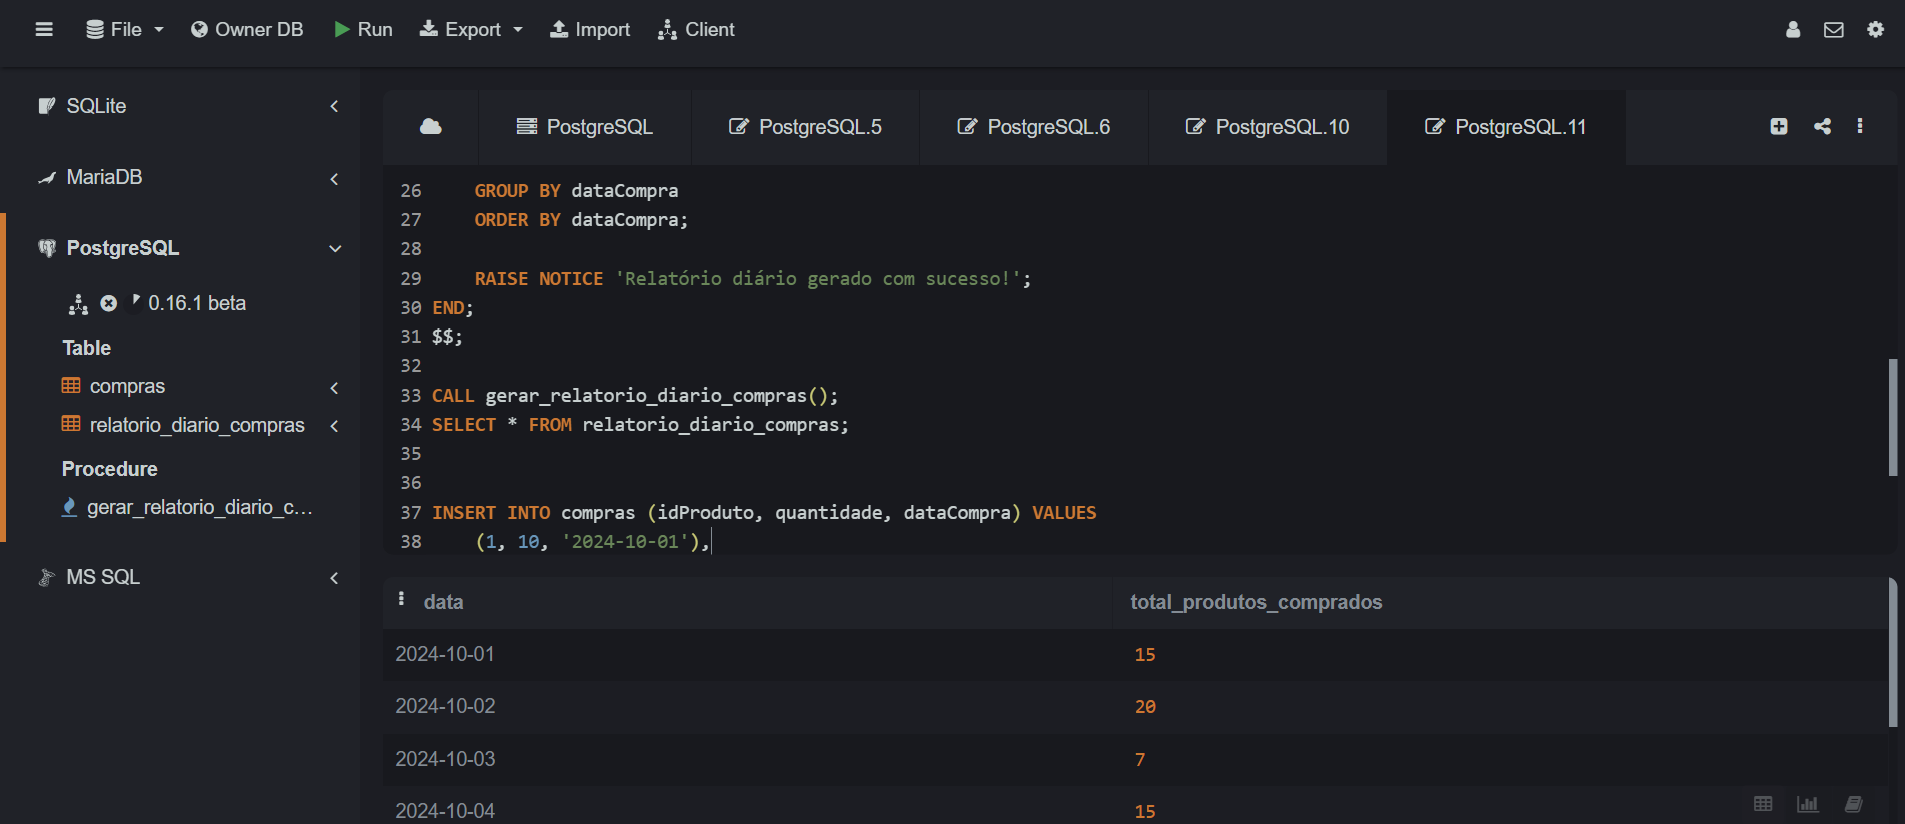 File Owner DB Run Export Import Client
SQLite
MariaDB
PostgreSQL
0.16.1 beta
Table
compras
relatorio_diario_compras
Procedure
gerar_relatorio_diario_c...
MS SQL
PostgreSQL PostgreSQL.5 PostgreSQL.6 PostgreSQL.10 PostgreSQL.11
26 GROUP BY dataCompra
27 ORDER BY dataCompra;
28
29 RAISE NOTICE 'Relatório diário gerado com sucesso!';
30 END;
31 $$;
32
33 CALL gerar_relatorio_diario_compras();
34 SELECT * FROM relatorio_diario_compras;
35
36
37 INSERT INTO compras (idProduto, quantidade, dataCompra) VALUES
38 (1, 10, '2024-10-01'),
data total_produtos_comprados
2024-10-01 15
2024-10-02 20
2024-10-03 7
2024-10-04 15